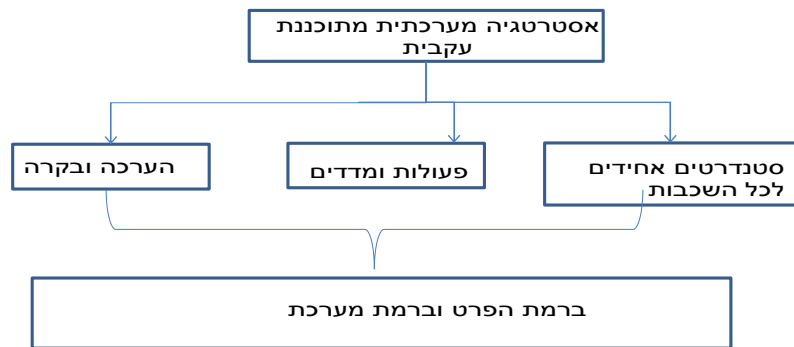 אסטרטגיה מערכתית מתוכננת
עקבית
סטנדרטים אחידים
לכל השכבות
פעולות ומדדים
הערכה ובקרה
ברמת הפרט וברמת מערכת